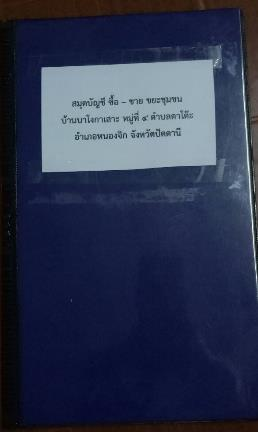 สมุดบัญชี ซื้อ – ขาย ขยะชุมชน
บ้านบาโงกาเสาะ หมู่ที่ ๔ ตำบลดาโต๊ะ
อำเภอหนองจิก จังหวัดปัตตานี